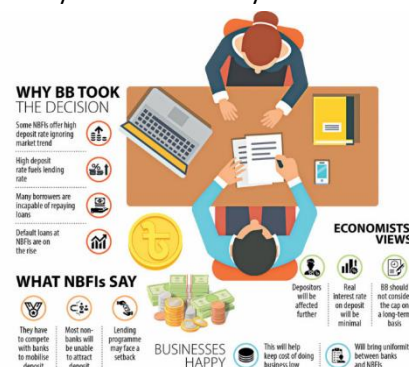 WHY BB TOOK
THE DECISION
Some NBFIs offer high
deposit rate ignoring
market trend
High deposit
rate fuels lending
rate
Many borrowers are
incapable of repaying
loans
Default loans at
NBFIs are on
the rise
ECONOMISTS'
VIEWS
Depositors
will be
affected
further
Real
interest rate
on deposit
will be
minimal
BB should
not conside
the cap on
a long-term
basis
WHAT NBFIs SAY
They have
to compete
with banks
to mobilise
deposit
Most non-
banks will
be unable
to attract
deposit
Lending
programme
may face a
setback
BUSINESSES
HAPPY
This will help
keep cost of doing
business low
Will bring uniformit
between banks
and NBFIs